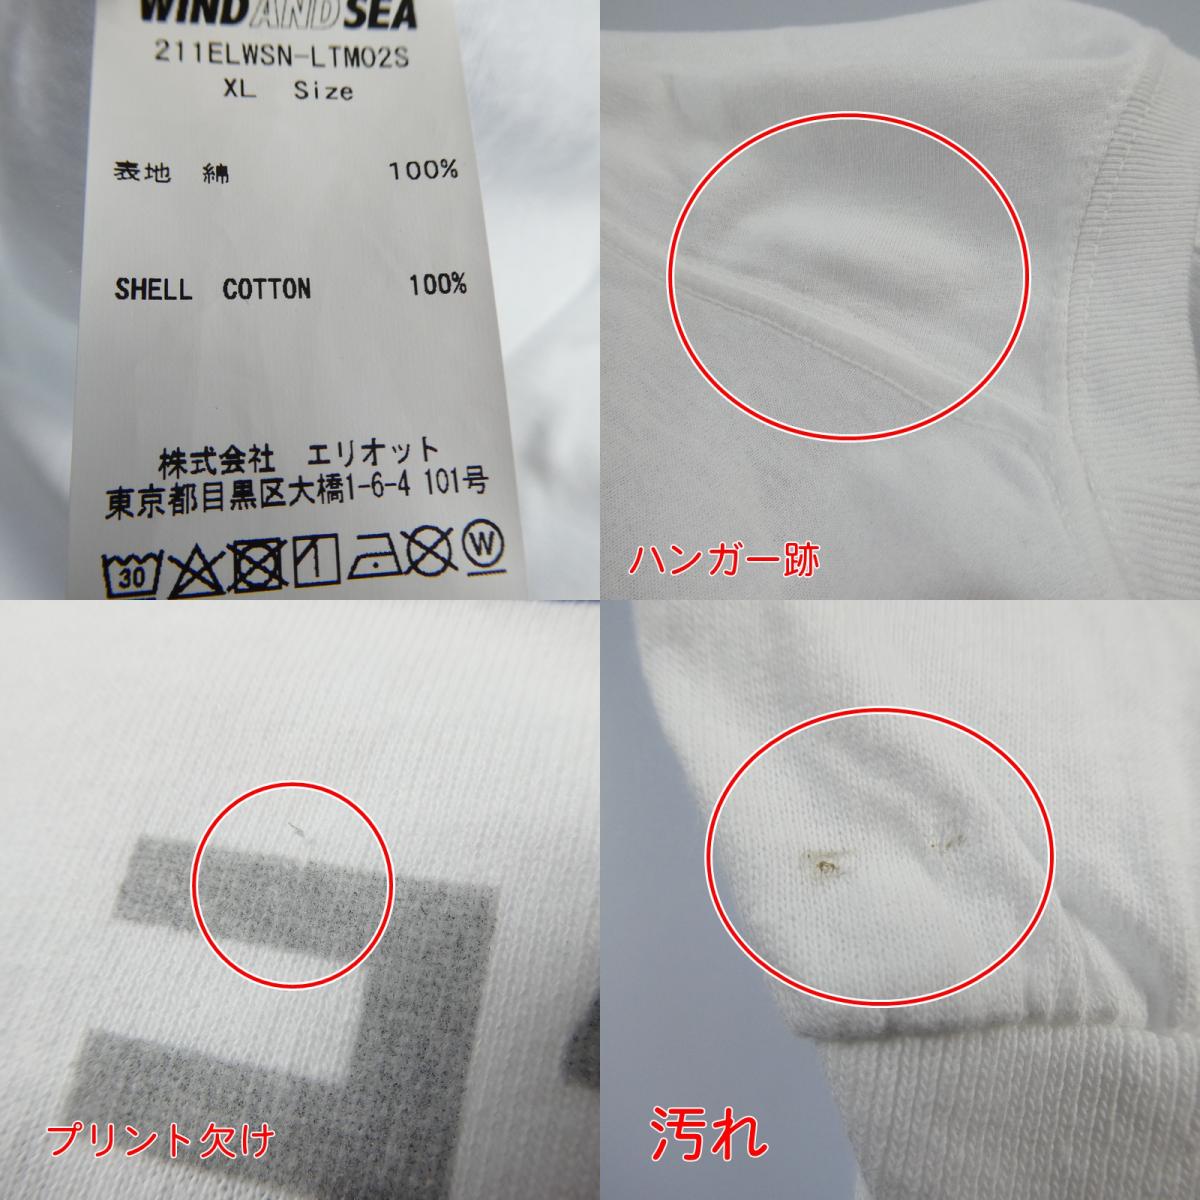 WIND AND SEA
211ELWSN-LTM02S
XL Size
表地 綿 100%
SHELL COTTON 100%
株式会社 エリオット
東京都目黒区大橋1-6-4 101号
30
W
ハンガー跡
プリント欠け
汚れ